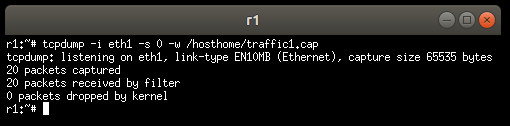 r1
r1:~# tcpdump -i eth1 -s 0 -w /hosthome/traffic1.cap
tcpdump: listening on eth1, link-type EN10MB (Ethernet), capture size 65535 bytes
20 packets captured
20 packets received by filter
0 packets dropped by kernel
r1:~#